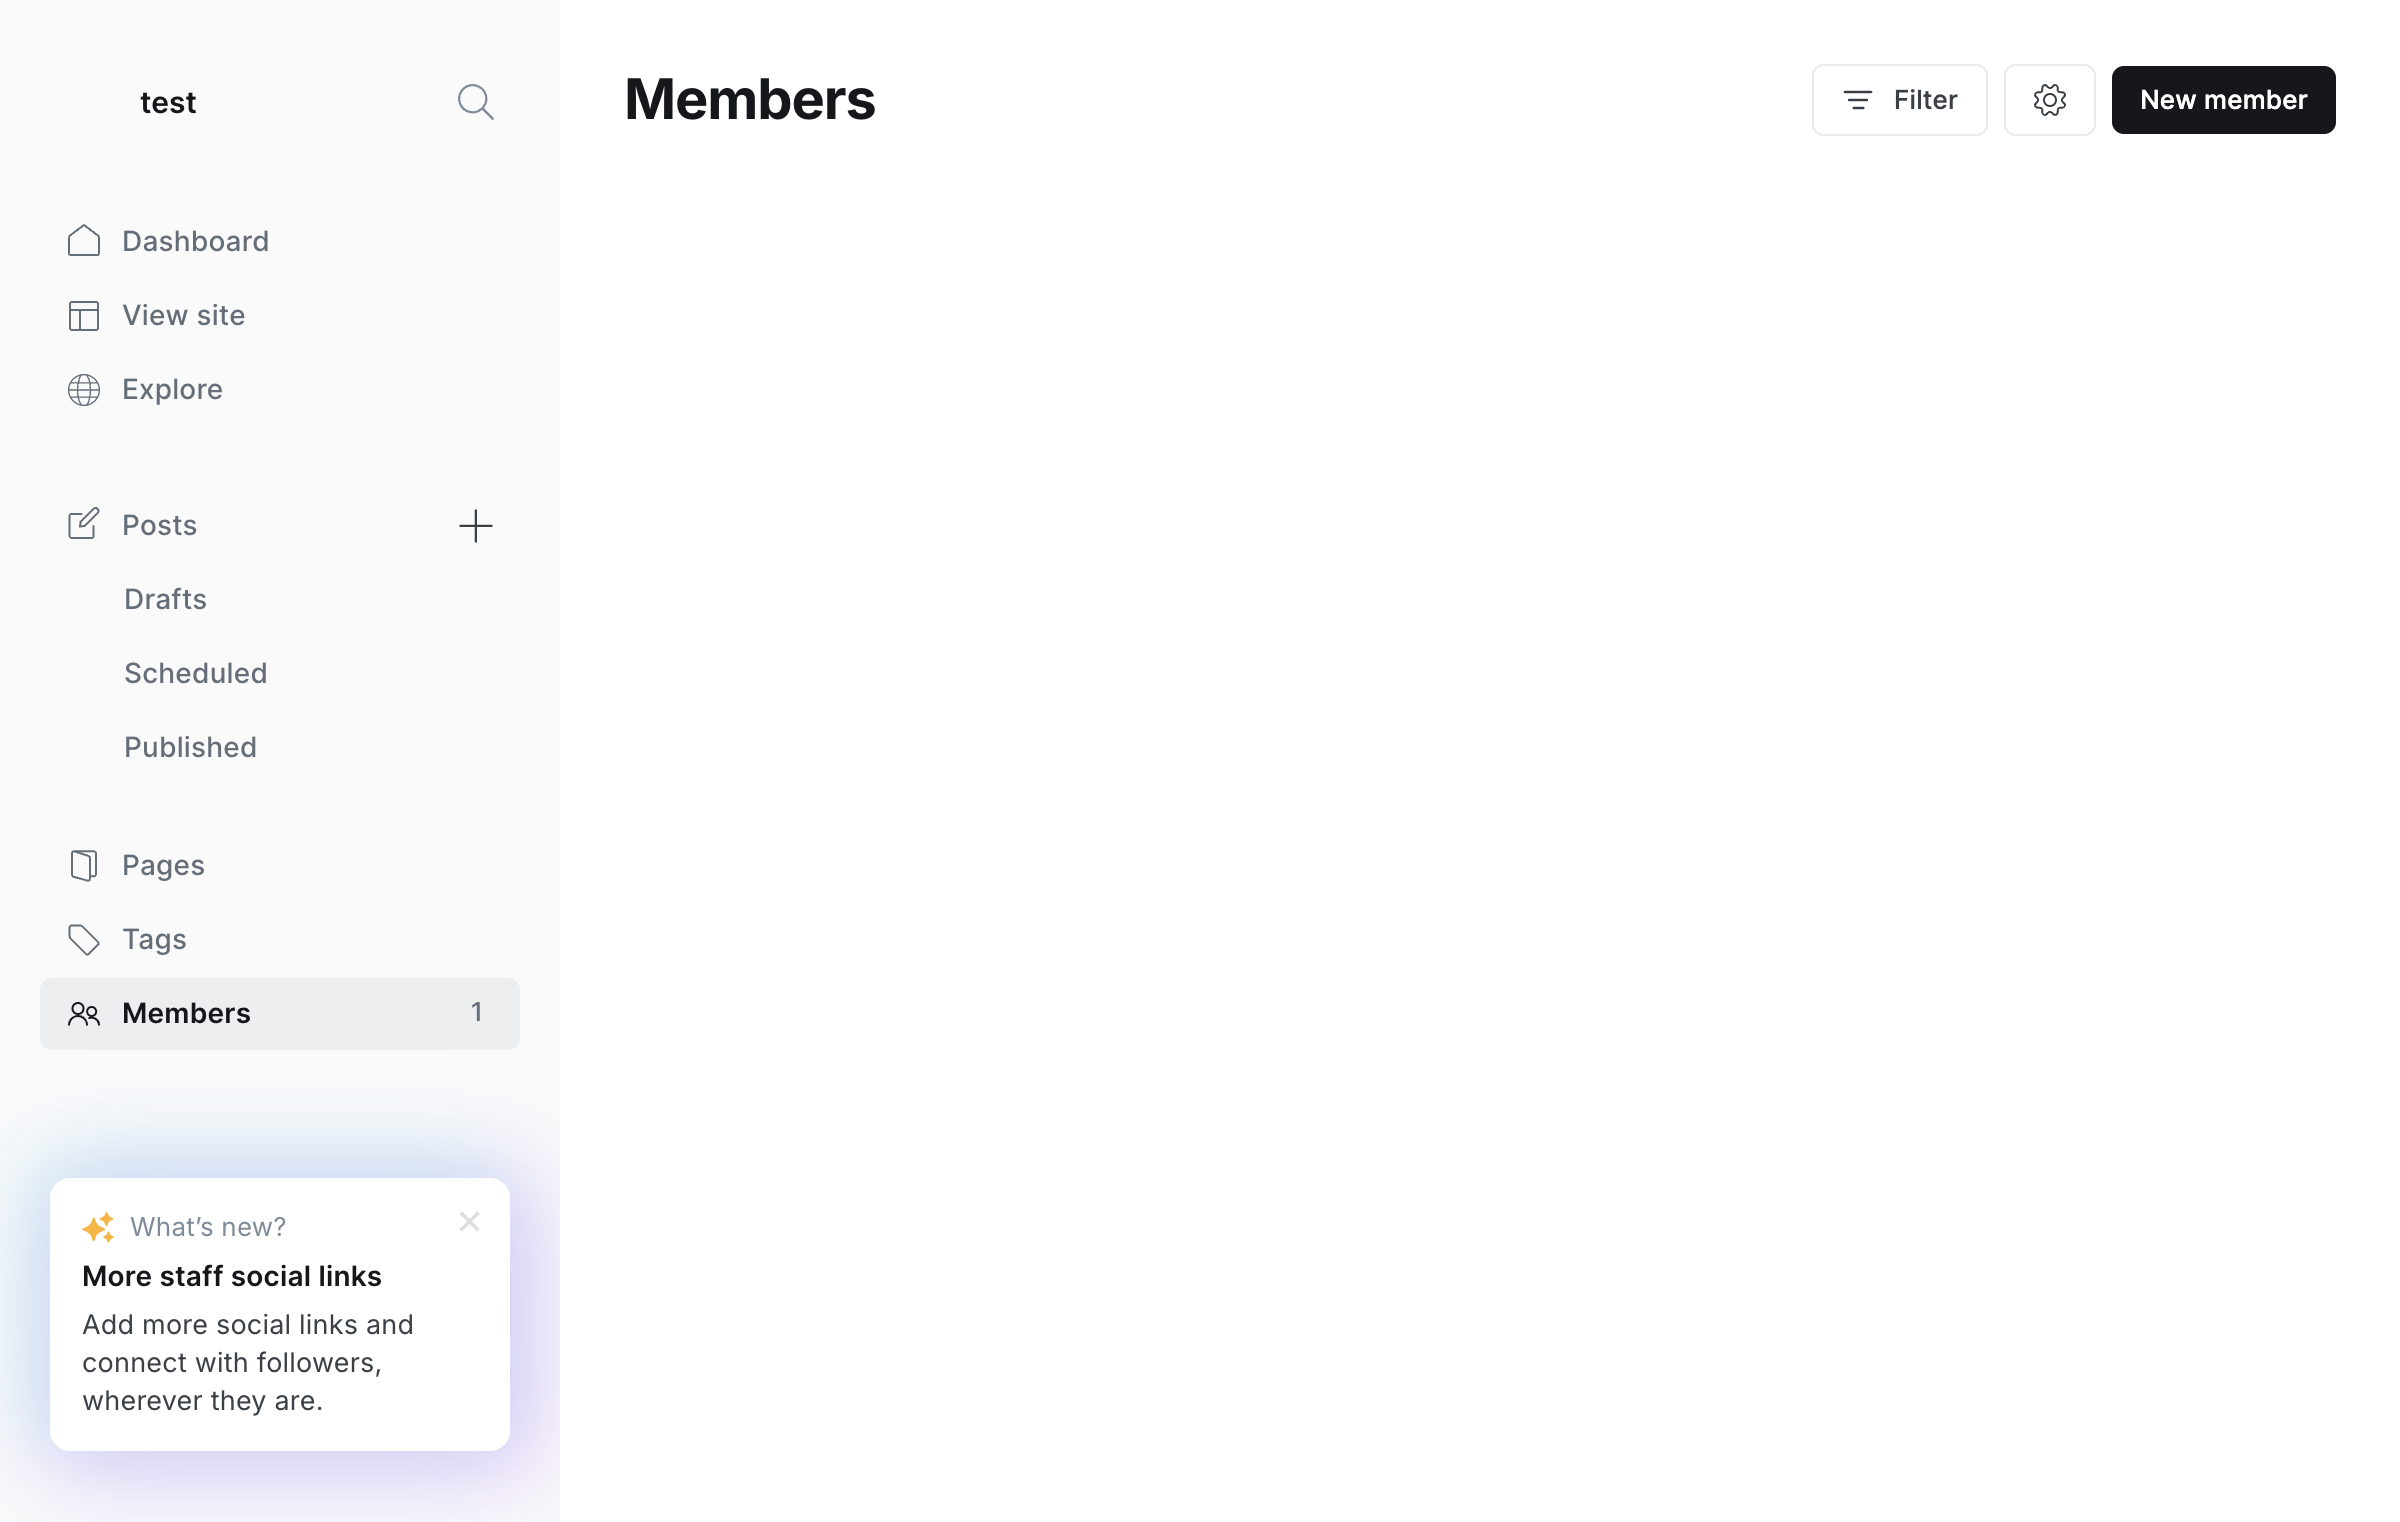 test
Dashboard
View site
Explore
Posts
Drafts
Scheduled
Published
Pages
Tags
Members 1
What’s new?
More staff social links
Add more social links and
connect with followers,
wherever they are.
Members
Filter
New member